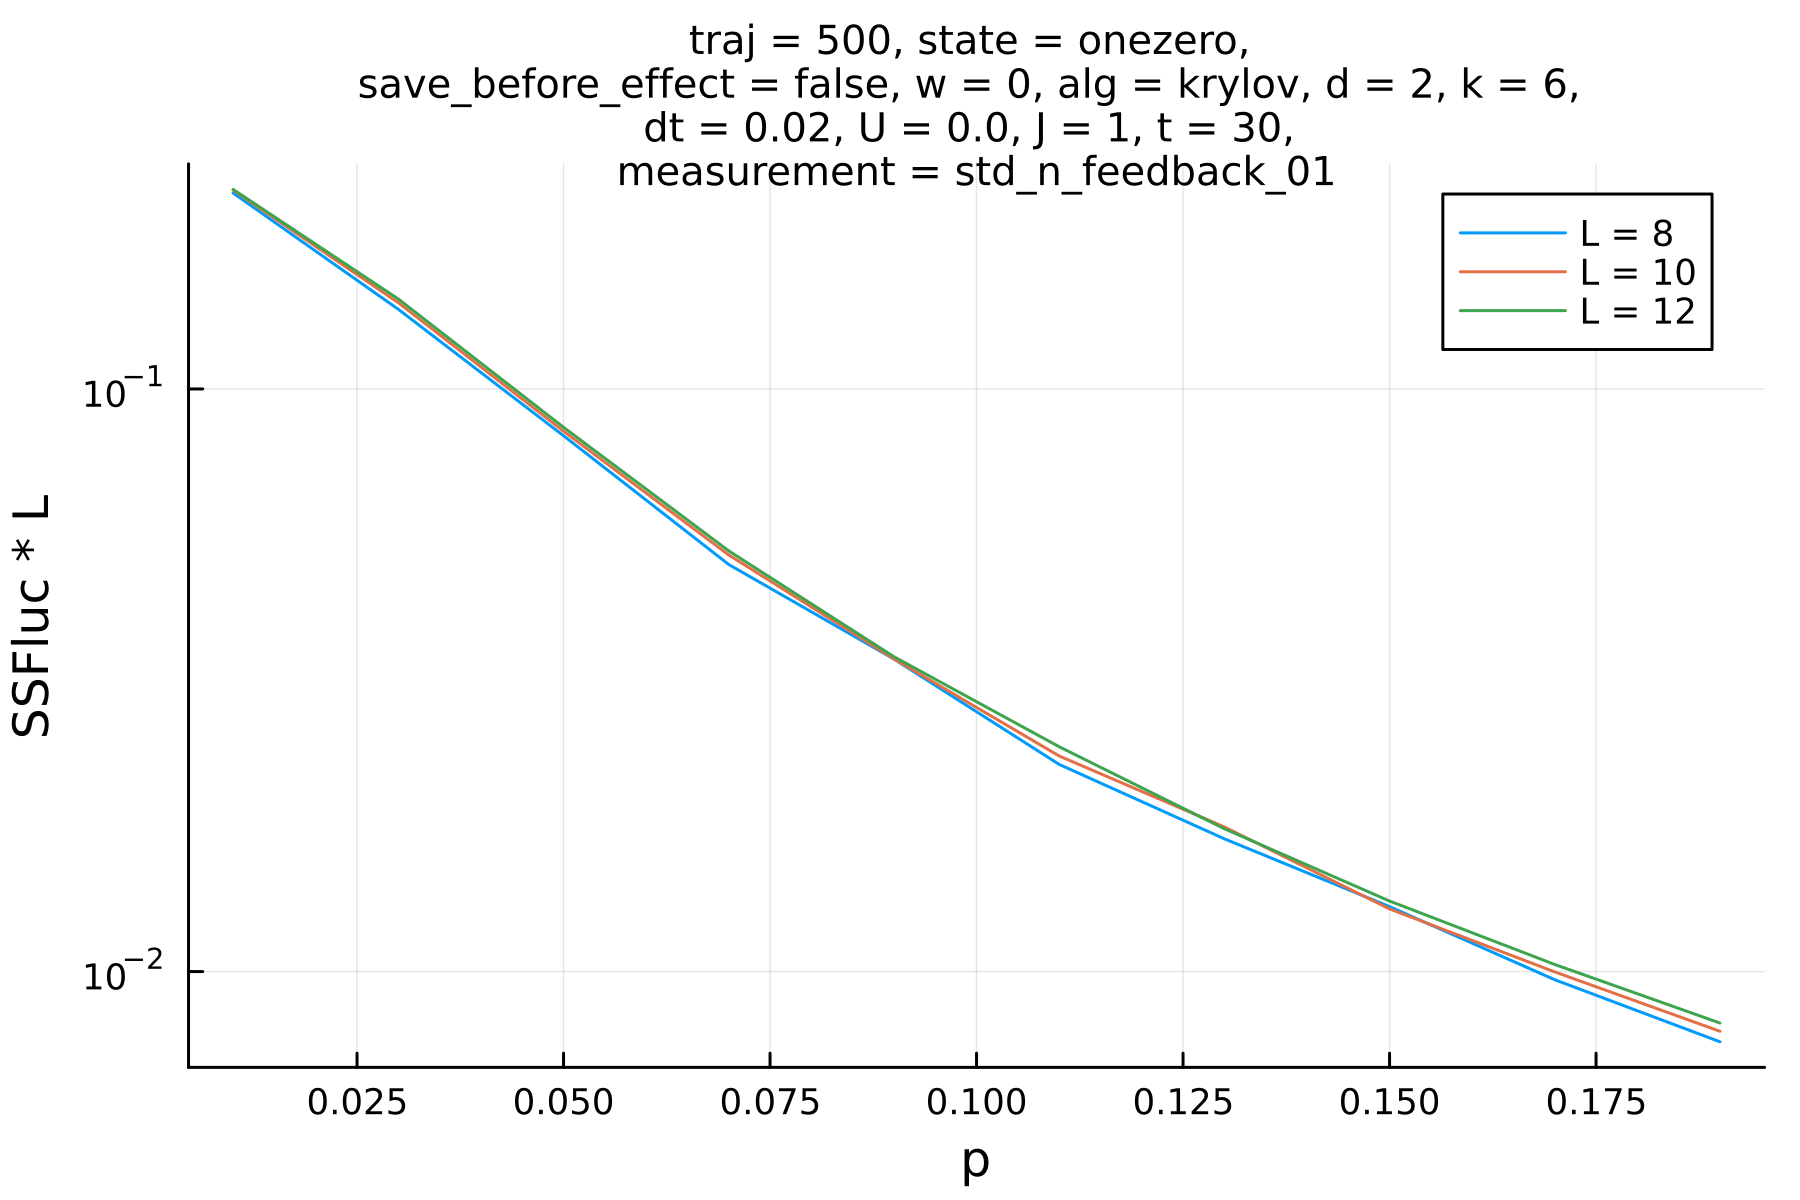 traj = 500, state = onezero,
save_before_effect = false, w = 0, alg = krylov, d = 2, k = 6,
dt = 0.02, U = 0.0, J = 1, t = 30,
measurement = std_n_feedback_01
L = 8
L = 10
L = 12
10⁻¹
10⁻²
SSFluc * L
0.025 0.050 0.075 0.100 0.125 0.150 0.175
p